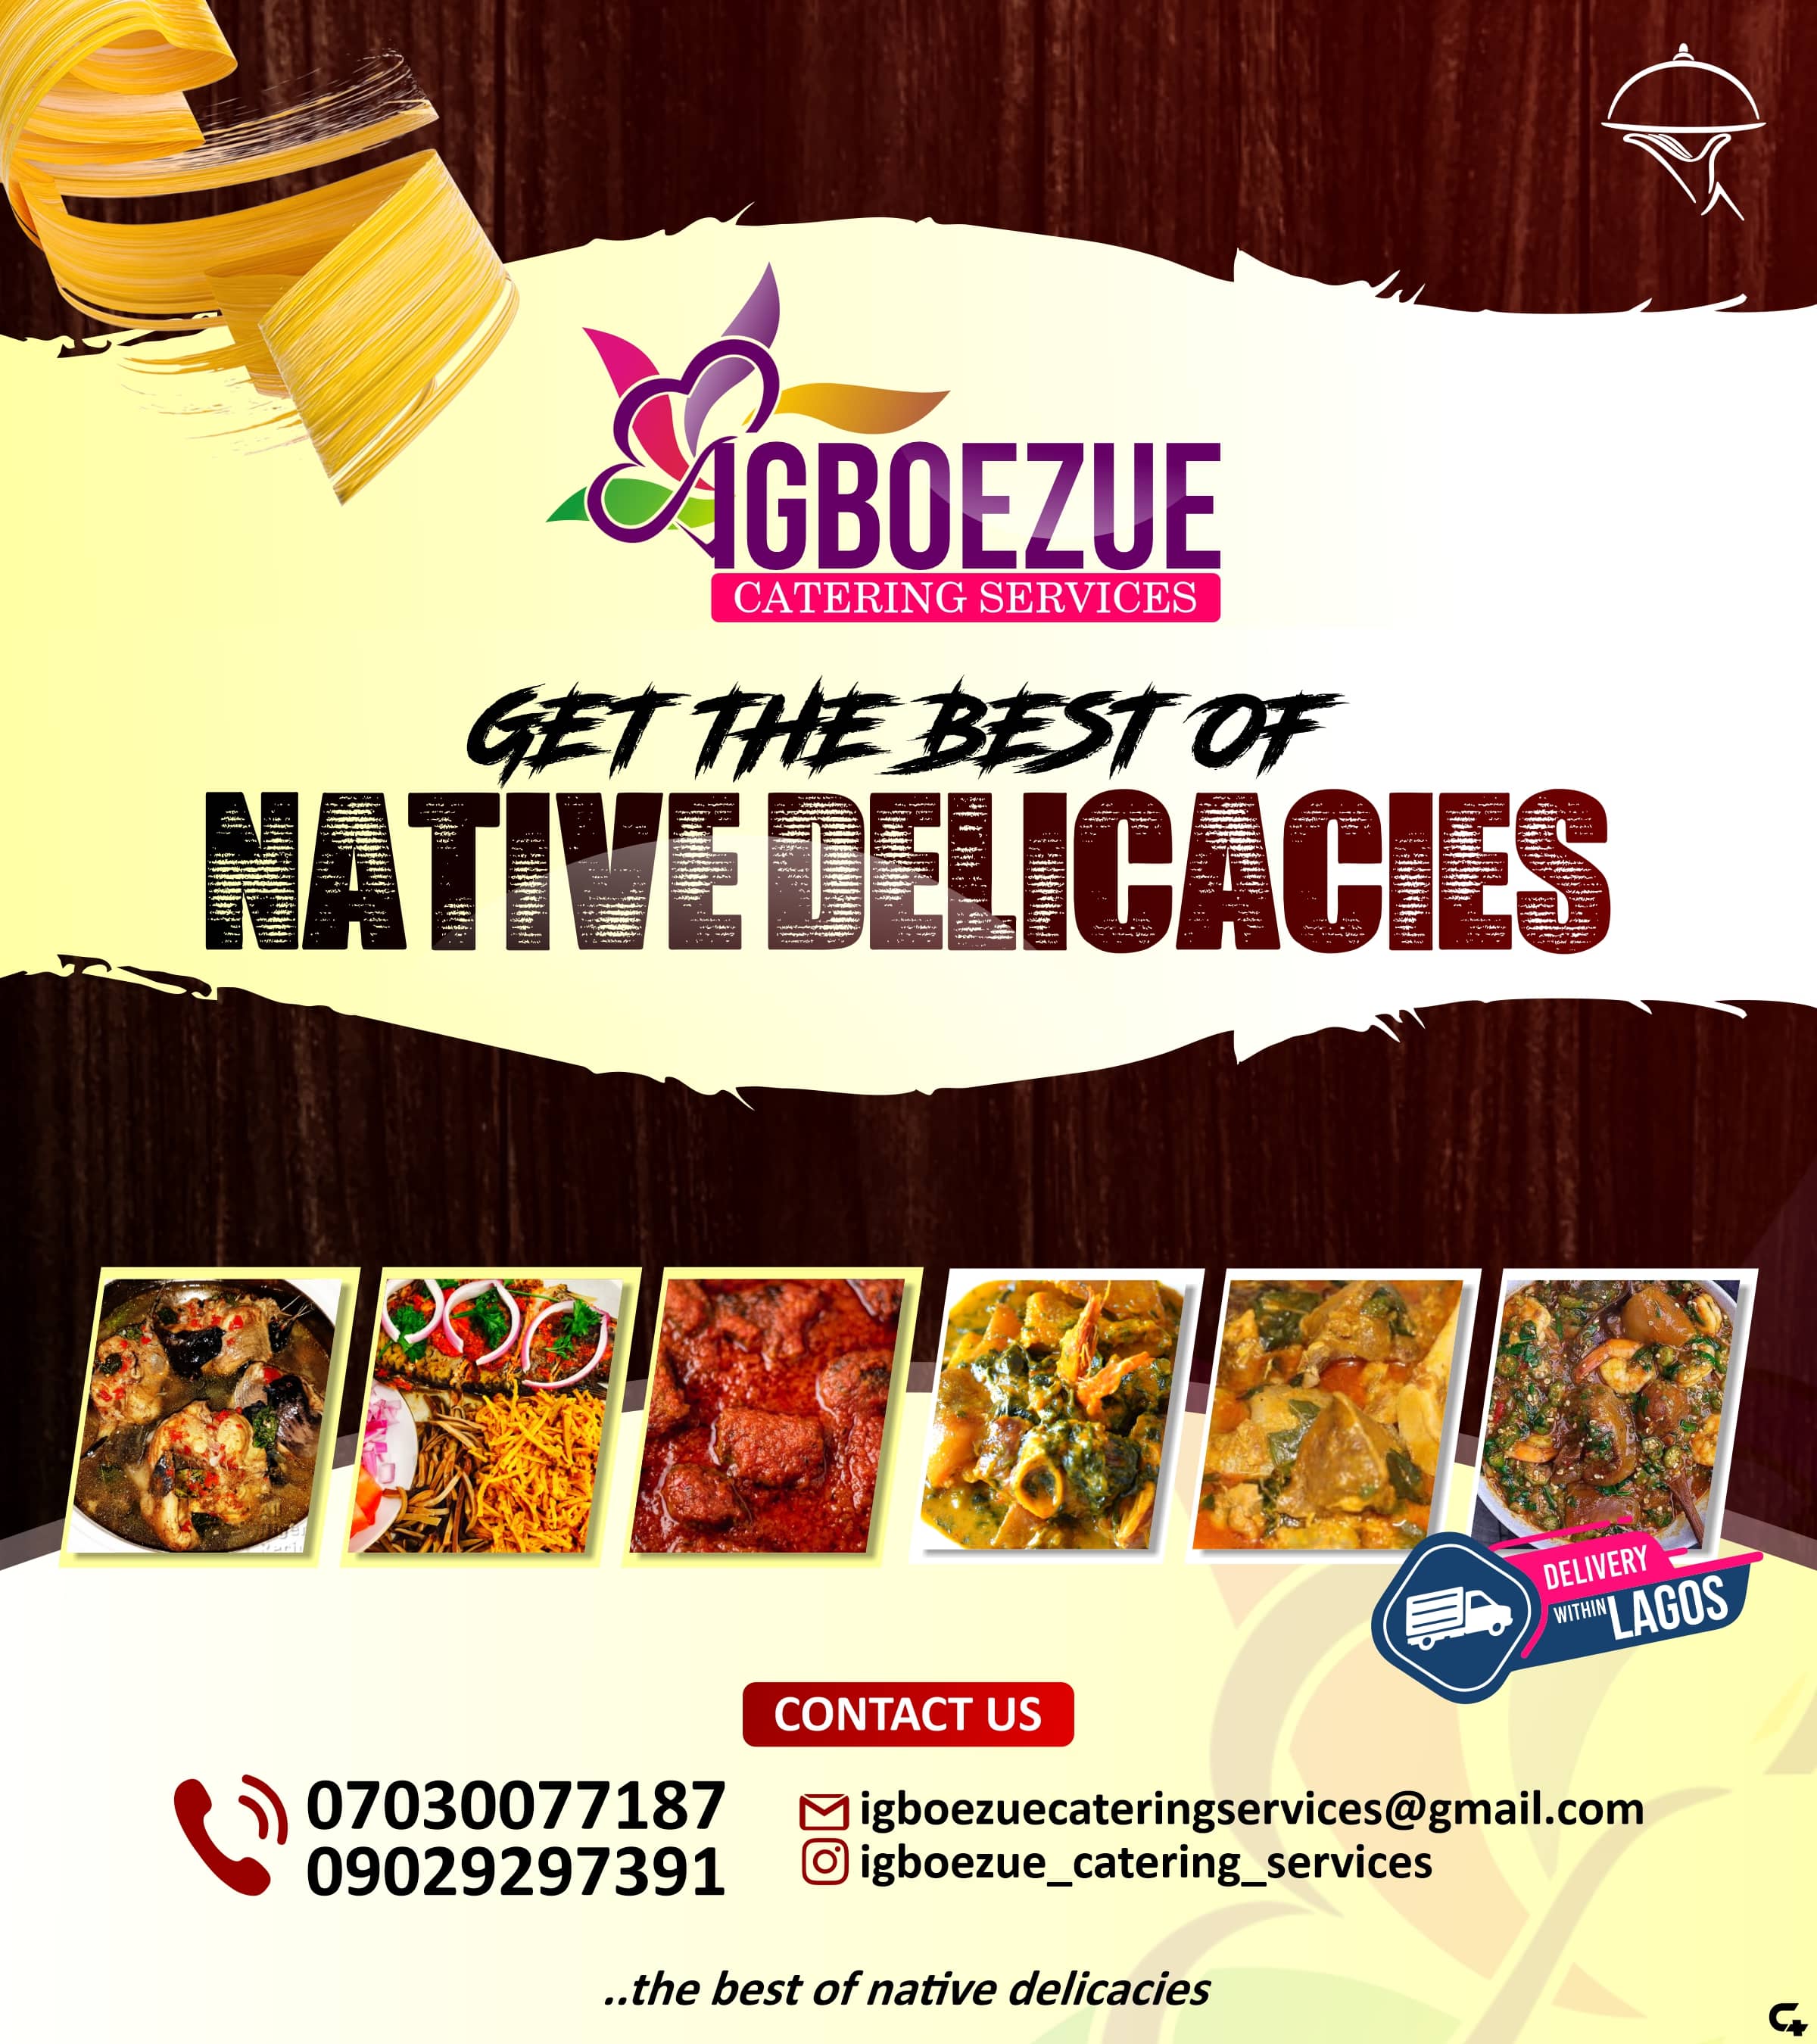 IGBOEZUE
CATERING SERVICES
GET THE BEST OF
NATIVE DELICACIES
DELIVERY
WITHIN LAGOS
CONTACT US
07030077187
09029297391
igboezuecateringservices@gmail.com
igboezue_catering_services
..the best of native delicacies